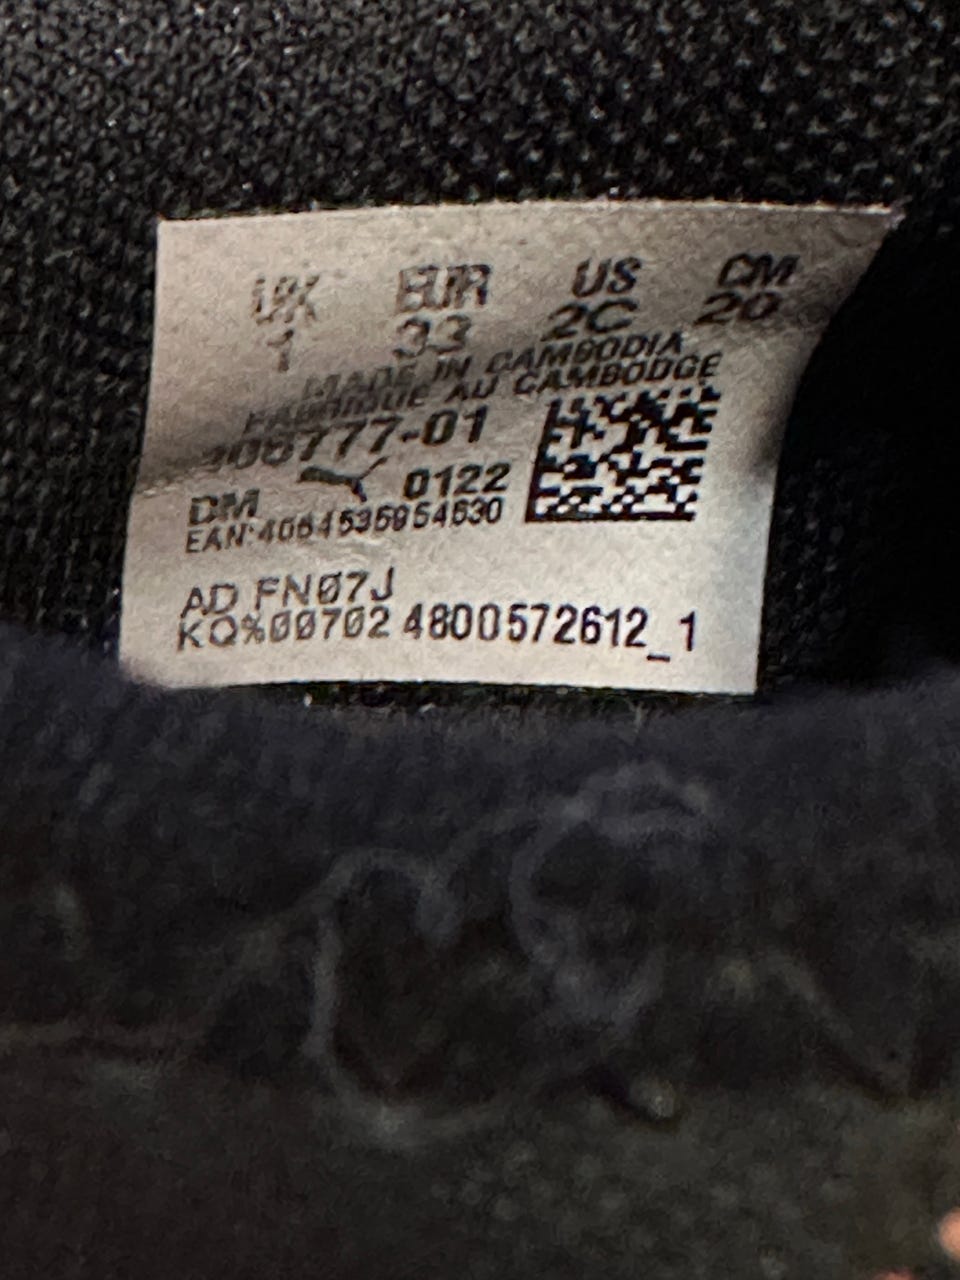 UK EUR US CM
1 33 2C 20
MADE IN CAMBODIA
FABRIQUE AU CAMBODGE
DM 0122
AD FN07J
KQ%00702 4800572612_1